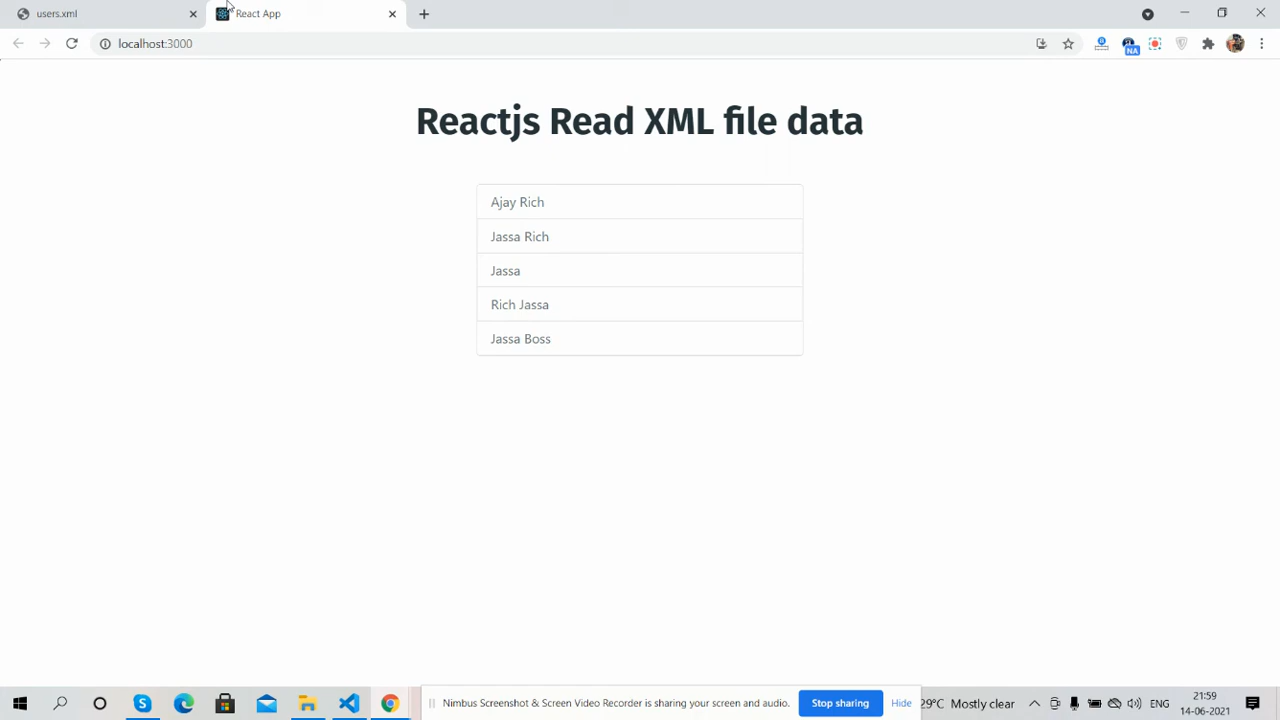 users.xml
React App
localhost:3000
NA
Reactjs Read XML file data
Ajay Rich
Jassa Rich
Jassa
Rich Jassa
Jassa Boss
Nimbus Screenshot & Screen Video Recorder is sharing your screen and audio.
Stop sharing
Hide
29°C Mostly clear
ENG
21:59
14-06-2021